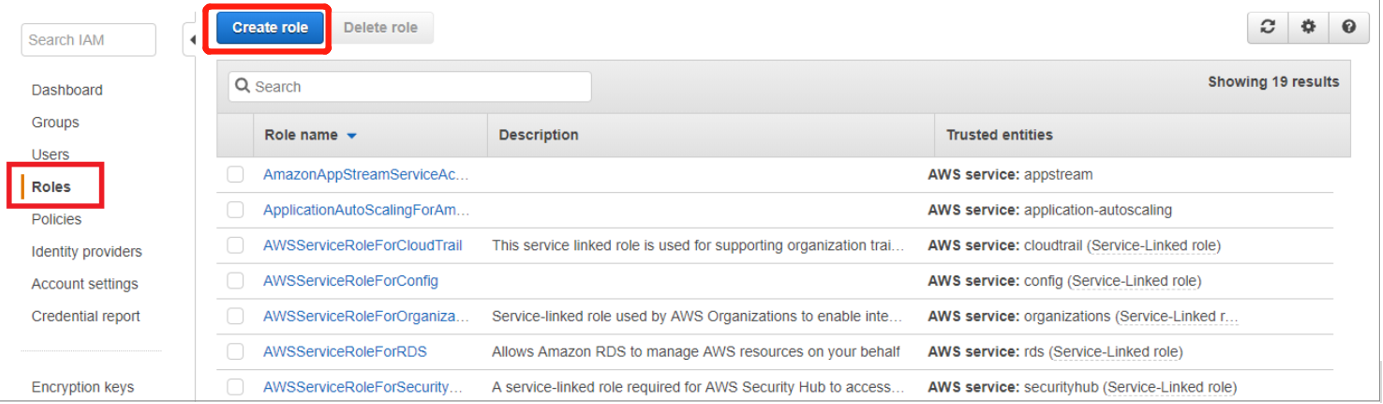 Search IAM
Dashboard
Groups
Users
Roles
Policies
Identity providers
Account settings
Credential report
Encryption keys
Create role Delete role
Search
Showing 19 results
Role name Description Trusted entities
AmazonAppStreamServiceAc... AWS service: appstream
ApplicationAutoScalingForAm... AWS service: application-autoscaling
AWSServiceRoleForCloudTrail This service linked role is used for supporting organization trai... AWS service: cloudtrail (Service-Linked role)
AWSServiceRoleForConfig AWS service: config (Service-Linked role)
AWSServiceRoleForOrganiza... Service-linked role used by AWS Organizations to enable inte... AWS service: organizations (Service-Linked r...
AWSServiceRoleForRDS Allows Amazon RDS to manage AWS resources on your behalf AWS service: rds (Service-Linked role)
AWSServiceRoleForSecurity... A service-linked role required for AWS Security Hub to access... AWS service: securityhub (Service-Linked role)